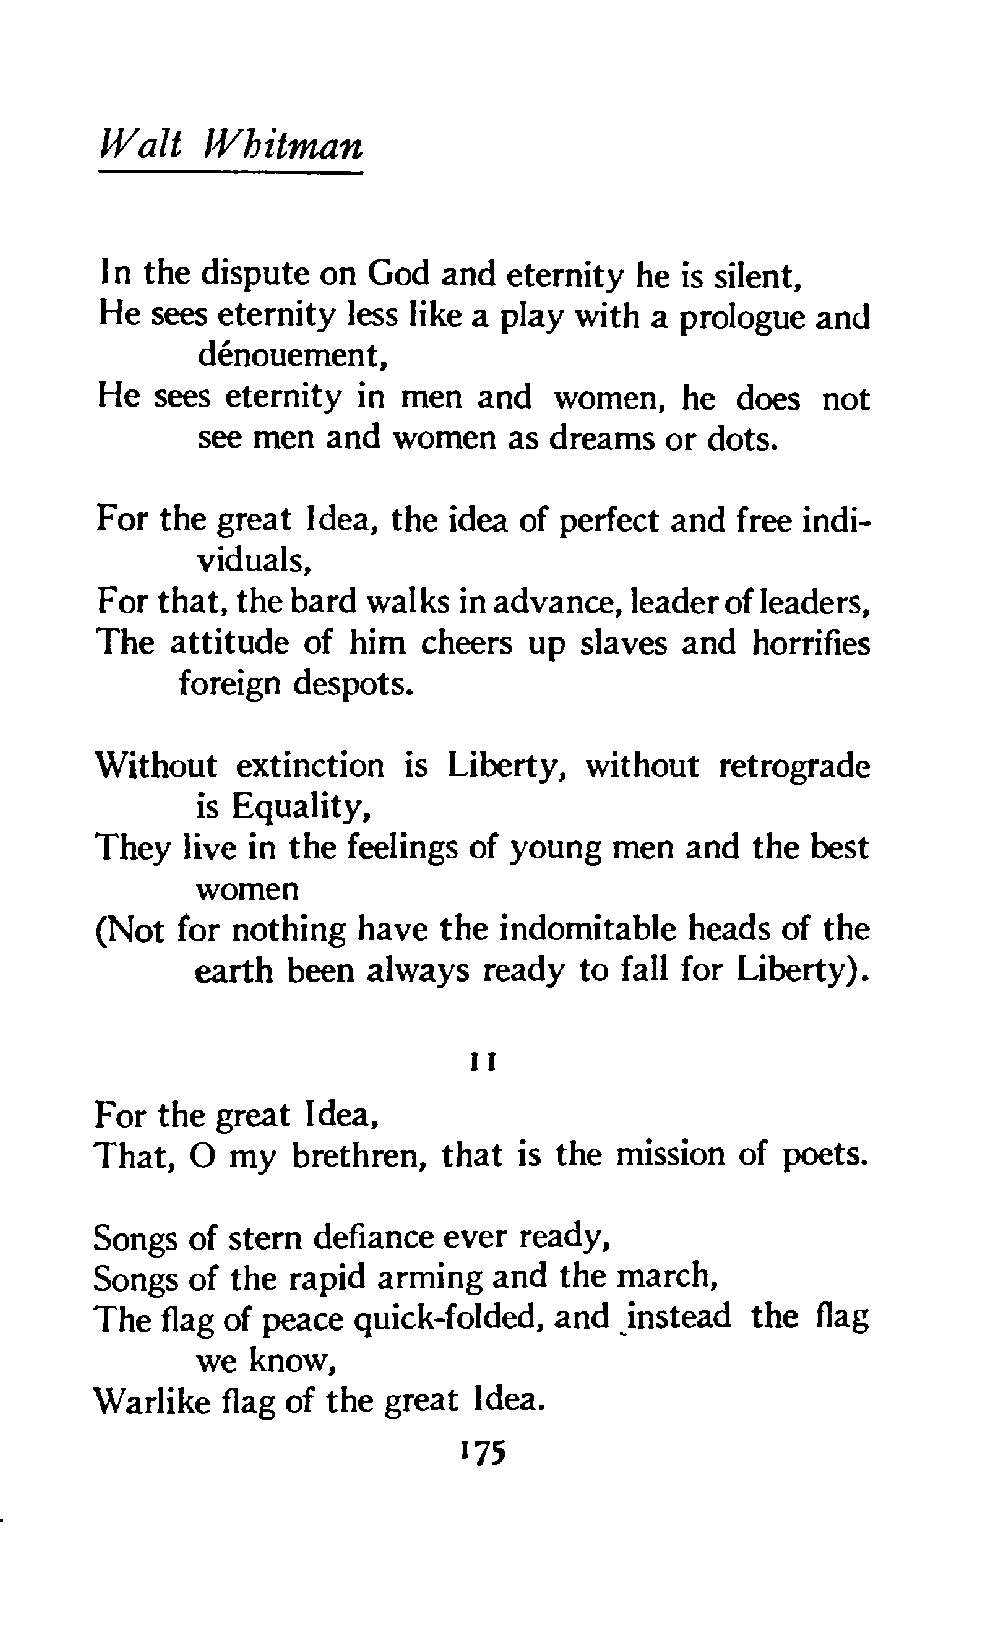 Walt Whitman
In the dispute on God and eternity he is silent,
He sees eternity less like a play with a prologue and
dénouement,
He sees eternity in men and women, he does not
see men and women as dreams or dots.
For the great Idea, the idea of perfect and free indi-
viduals,
For that, the bard walks in advance, leader of leaders,
The attitude of him cheers up slaves and horrifies
foreign despots.
Without extinction is Liberty, without retrograde
is Equality,
They live in the feelings of young men and the best
women
(Not for nothing have the indomitable heads of the
earth been always ready to fall for Liberty).
11
For the great Idea,
That, O my brethren, that is the mission of poets.
Songs of stern defiance ever ready,
Songs of the rapid arming and the march,
The flag of peace quick-folded, and instead the flag
we know,
Warlike flag of the great Idea.
175